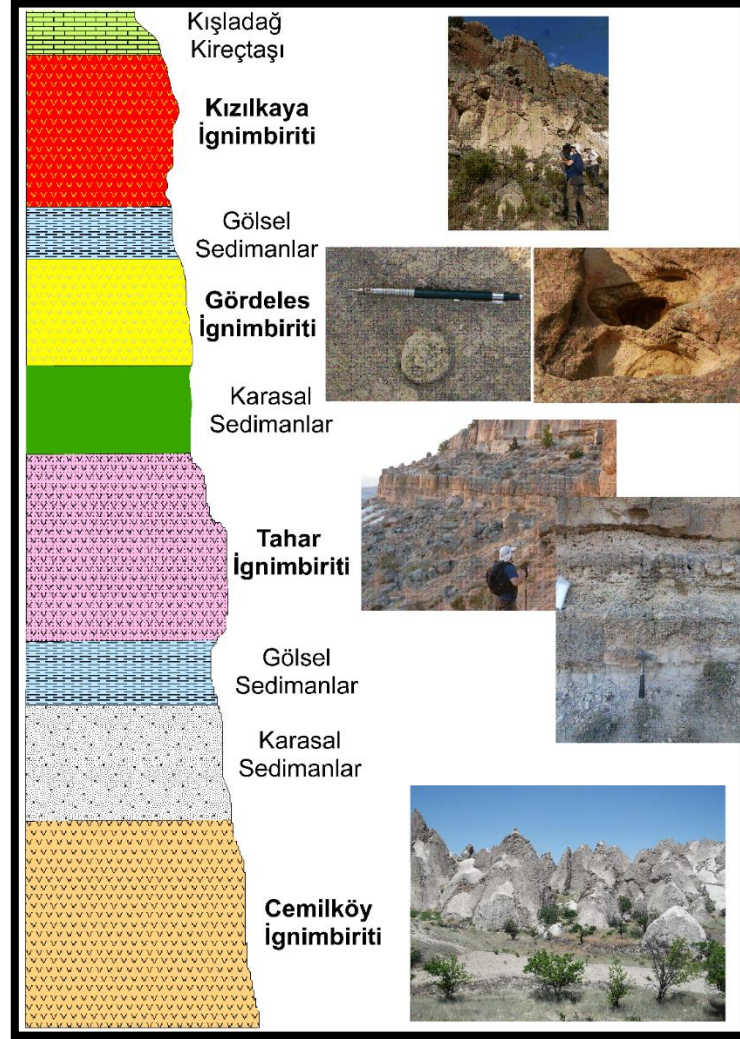 Kışladağ
Kireçtaşı
Kızılkaya
İgnimbiriti
Gölsel
Sedimanlar
Gördeles
İgnimbiriti
Karasal
Sedimanlar
Tahar
İgnimbiriti
Gölsel
Sedimanlar
Karasal
Sedimanlar
Cemilköy
İgnimbiriti